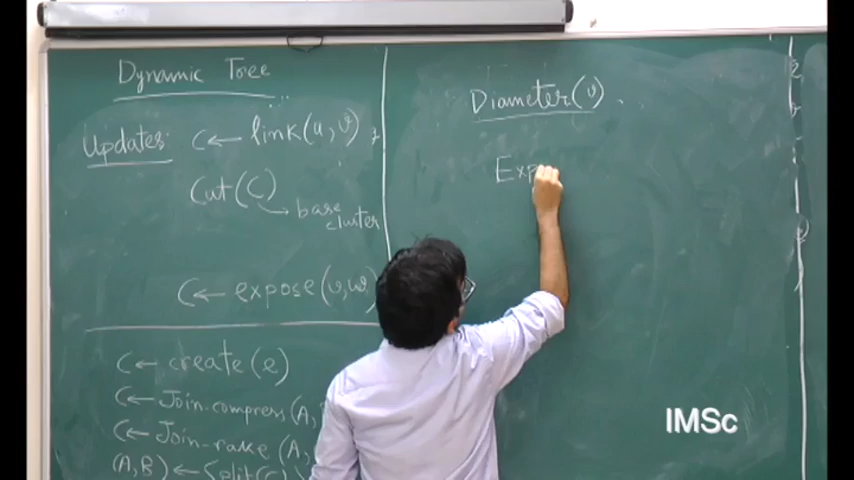 Dynamic Tree
Updates: C ← link(u, v)
Cut(C)
→ base cluster
C ← expose(v,w)
C ← create(e)
C ← Join-compress(A,
C ← Join-rake(A,
(A,B) ← Split(C)
Diameter(v).
Exp
IMSc